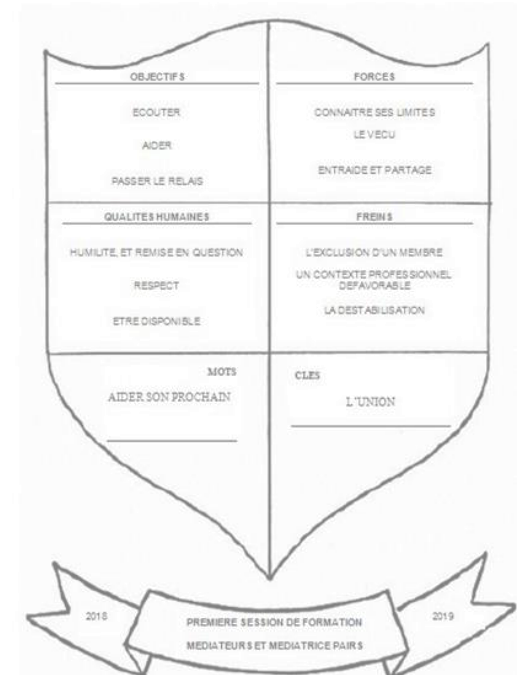 OBJECTIFS
ECOUTER
AIDER
PASSER LE RELAIS
FORCES
CONNAITRE SES LIMITES
LE VECU
ENTRAIDE ET PARTAGE
QUALITES HUMAINES
HUMILITE, ET REMISE EN QUESTION
RESPECT
ETRE DISPONIBLE
FREINS
L'EXCLUSION D'UN MEMBRE
UN CONTEXTE PROFESSIONNEL
DEFAVORABLE
LA DESTABILISATION
MOTS CLES
AIDER SON PROCHAIN
L'UNION
2018
PREMIERE SESSION DE FORMATION
MEDIATEURS ET MEDIATRICE PAIRS
2019